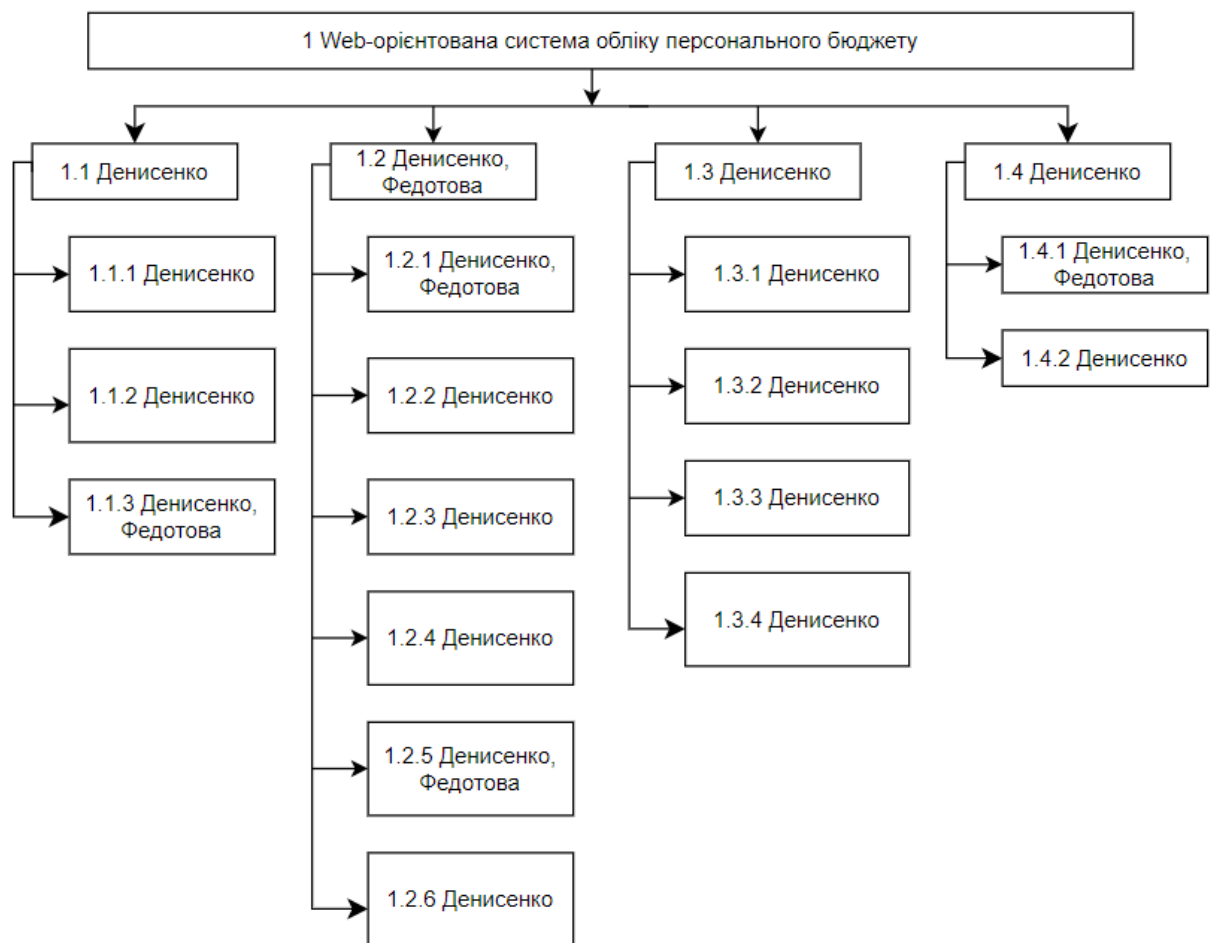 1 Web-орієнтована система обліку персонального бюджету
1.1 Денисенко
1.1.1 Денисенко
1.1.2 Денисенко
1.1.3 Денисенко,
Федотова
1.2 Денисенко,
Федотова
1.2.1 Денисенко,
Федотова
1.2.2 Денисенко
1.2.3 Денисенко
1.2.4 Денисенко
1.2.5 Денисенко,
Федотова
1.2.6 Денисенко
1.3 Денисенко
1.3.1 Денисенко
1.3.2 Денисенко
1.3.3 Денисенко
1.3.4 Денисенко
1.4 Денисенко
1.4.1 Денисенко,
Федотова
1.4.2 Денисенко